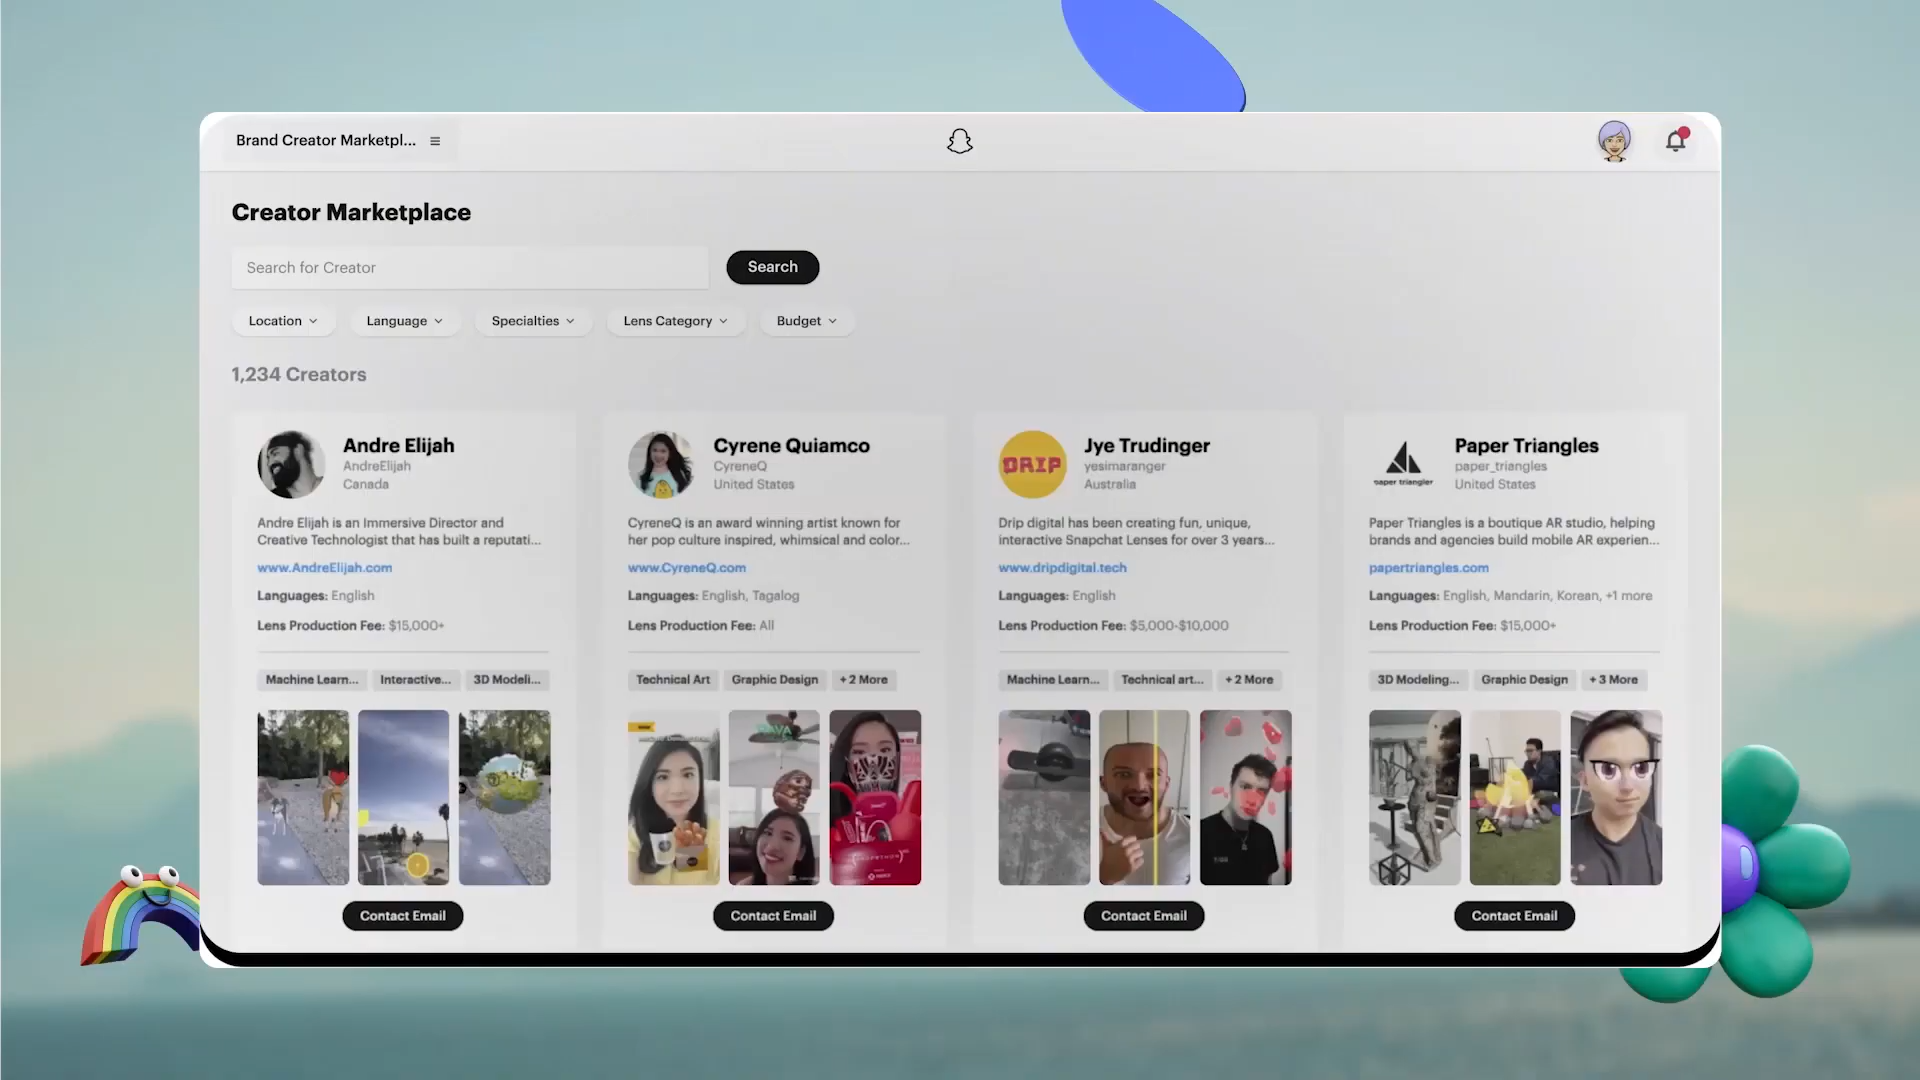 Brand Creator Marketpl...
Creator Marketplace
Search for Creator
Search
Location
Language
Specialties
Lens Category
Budget
1,234 Creators
Andre Elijah
AndreElijah
Canada
Andre Elijah is an Immersive Director and
Creative Technologist that has built a reputati...
www.AndreElijah.com
Languages: English
Lens Production Fee: $15,000+
Machine Learn...
Interactive...
3D Modeli...
Contact Email
Cyrene Quiamco
CyreneQ
United States
CyreneQ is an award winning artist known for
her pop culture inspired, whimsical and color...
www.CyreneQ.com
Languages: English, Tagalog
Lens Production Fee: All
Technical Art
Graphic Design
+ 2 More
Contact Email
DRIP
Jye Trudinger
yesimaranger
Australia
Drip digital has been creating fun, unique,
interactive Snapchat Lenses for over 3 years...
www.dripdigital.tech
Languages: English
Lens Production Fee: $5,000-$10,000
Machine Learn...
Technical art...
+ 2 More
Contact Email
paper triangles
Paper Triangles
paper_triangles
United States
Paper Triangles is a boutique AR studio, helping
brands and agencies build mobile AR experien...
papertriangles.com
Languages: English, Mandarin, Korean, +1 more
Lens Production Fee: $15,000+
3D Modeling...
Graphic Design
+ 3 More
Contact Email